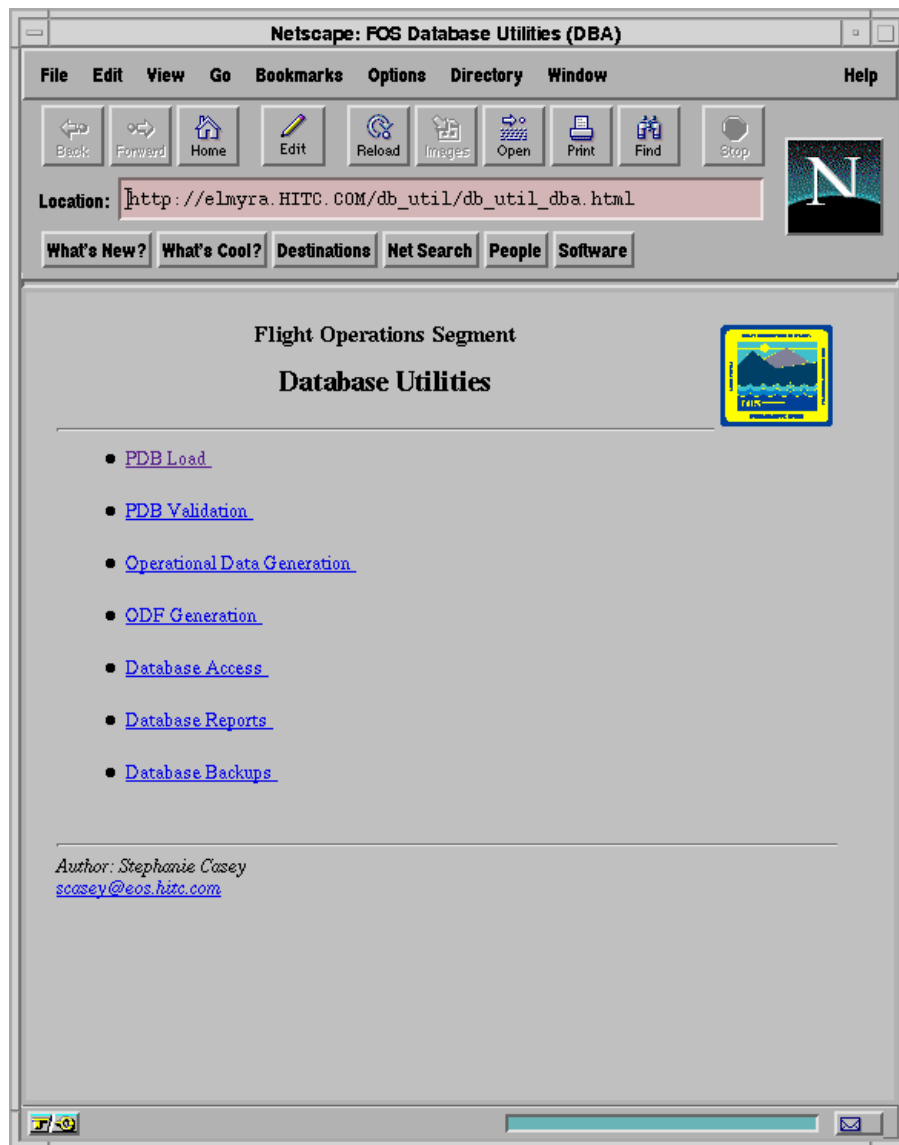 Netscape: FOS Database Utilities (DBA)
File Edit View Go Bookmarks Options Directory Window Help
Back Forward Home Edit Reload Images Open Print Find Stop
N
Location: http://elmyra.HITC.COM/db_util/db_util_dba.html
What's New? What's Cool? Destinations Net Search People Software
Flight Operations Segment
Database Utilities
PDB Load
PDB Validation
Operational Data Generation
ODF Generation
Database Access
Database Reports
Database Backups
Author: Stephanie Casey
scasey@eos.hitc.com